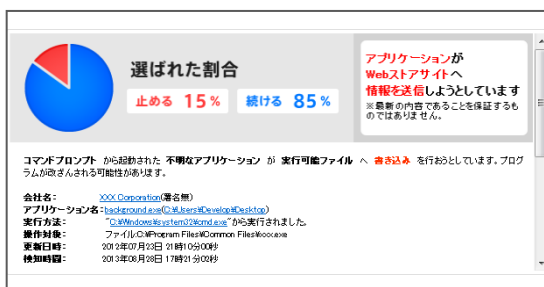 選ばれた割合
止める 15% 続ける 85%
アプリケーションが
Webストアサイトへ
情報を送信しようとしています
※最新の内容であることを保証するも
のではありません。
コマンドプロンプト から起動された 不明なアプリケーション が 実行可能ファイル へ 書き込み を行おうとしています。プログ
ラムが改ざんされる可能性があります。
会社名： XXX Corporation(署名無)
アプリケーション名：background.exe(C:¥Users¥Develop¥Desktop)
実行方法： "C:¥Windows¥system32¥cmd.exe"から実行されました。
操作対象： ファイル:C:¥Program Files¥Common Files¥xxx.exe
更新日時： 2012年07月23日 21時10分00秒
検知時間： 2013年08月28日 17時21分02秒